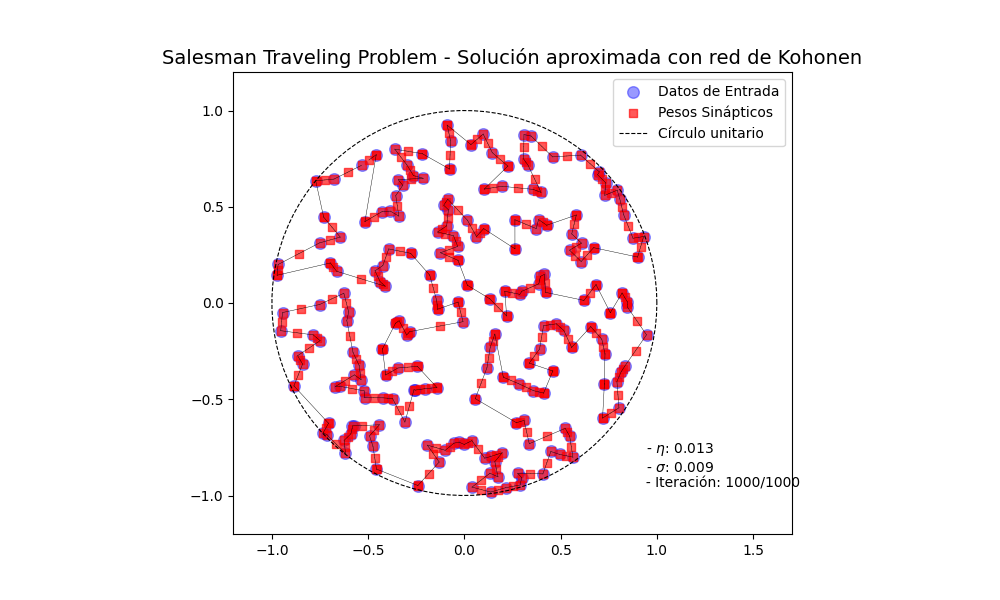 Salesman Traveling Problem - Solución aproximada con red de Kohonen
Datos de Entrada
Pesos Sinápticos
Círculo unitario
1.0
0.5
0.0
−0.5
−1.0
- η: 0.013
- σ: 0.009
- Iteración: 1000/1000
−1.0 −0.5 0.0 0.5 1.0 1.5